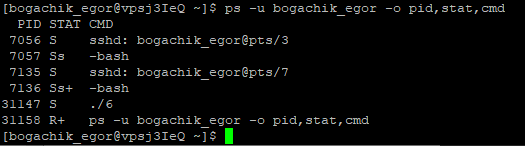 [bogachik_egor@vpsj3IeQ ~]$ ps -u bogachik_egor -o pid,stat,cmd
PID STAT CMD
7056 S    sshd: bogachik_egor@pts/3
7057 Ss   -bash
7135 S    sshd: bogachik_egor@pts/7
7136 Ss+  -bash
31147 S    ./6
31158 R+   ps -u bogachik_egor -o pid,stat,cmd
[bogachik_egor@vpsj3IeQ ~]$